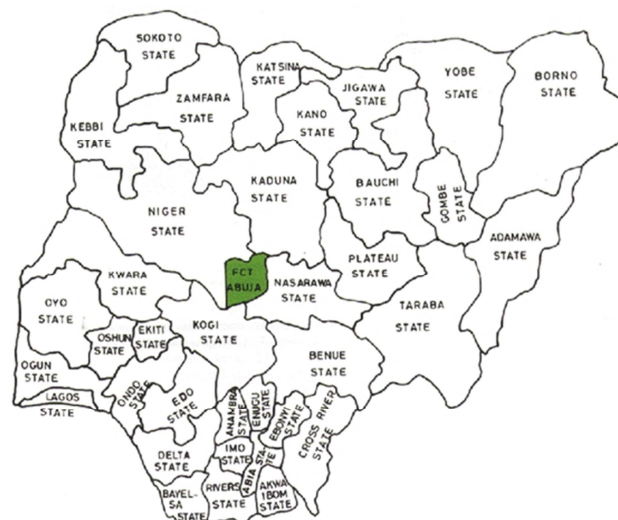 SOKOTO
STATE
KATSINA
STATE
YOBE
STATE
BORNO
STATE
JIGAWA
STATE
ZAMFARA
STATE
KANO
STATE
KEBBI
STATE
KADUNA
STATE
BAUCHI
STATE
GOMBE
STATE
NIGER
STATE
ADAMAWA
STATE
PLATEAU
STATE
FCT
ABUJA
NASARAWA
STATE
KWARA
STATE
TARABA
STATE
OYO
STATE
KOGI
STATE
OSHUN
STATE
EKITI
STATE
BENUE
STATE
OGUN
STATE
LAGOS
STATE
ONDO
STATE
EDO
STATE
ANAMBRA
STATE
ENUGU
STATE
EBONYI
STATE
CROSS RIVER
STATE
DELTA
STATE
IMO
STATE
ABIA STA-
TE
BAYEL-
SA
STATE
RIVERS
STATE
AKWA
IBOM
STATE